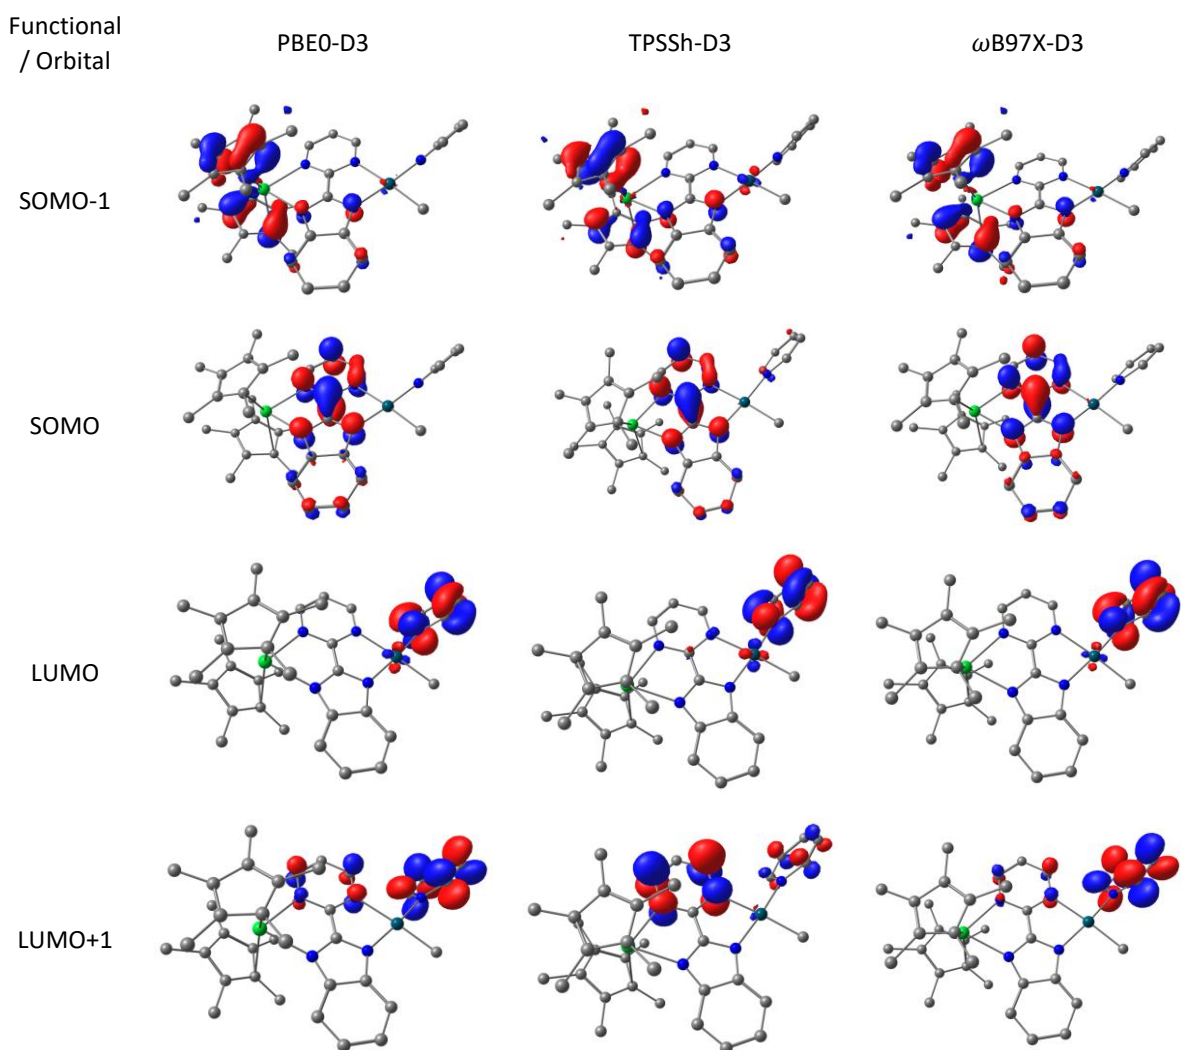 Functional
/ Orbital
PBE0-D3
TPSSh-D3
ωB97X-D3
SOMO-1
SOMO
LUMO
LUMO+1